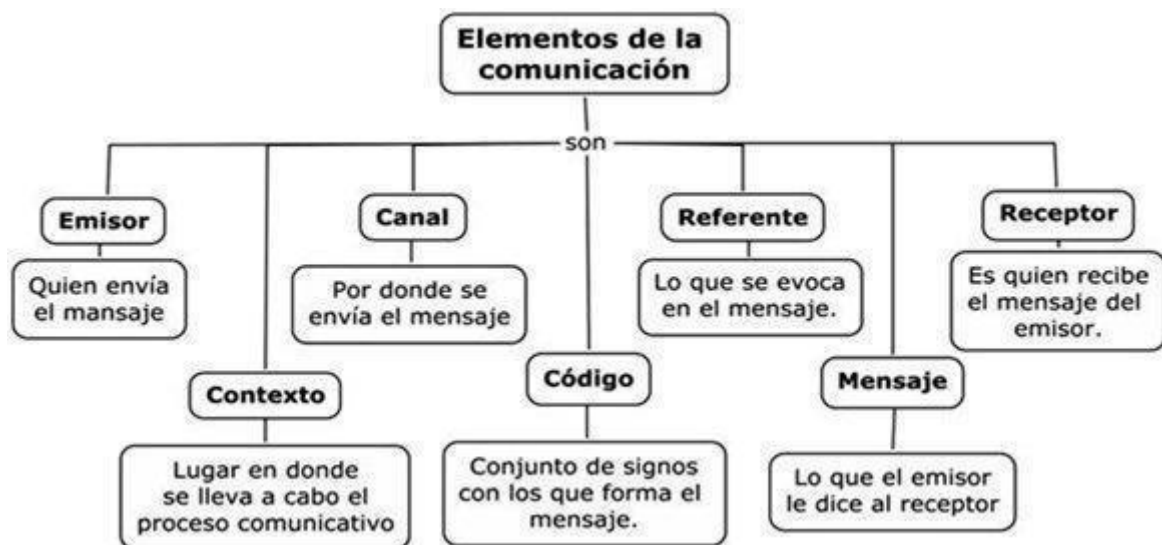 Elementos de la
comunicación
son
Emisor
Quien envía
el mansaje
Contexto
Lugar en donde
se lleva a cabo el
proceso comunicativo
Canal
Por donde se
envía el mensaje
Código
Conjunto de signos
con los que forma el
mensaje.
Referente
Lo que se evoca
en el mensaje.
Mensaje
Lo que el emisor
le dice al receptor
Receptor
Es quien recibe
el mensaje del
emisor.